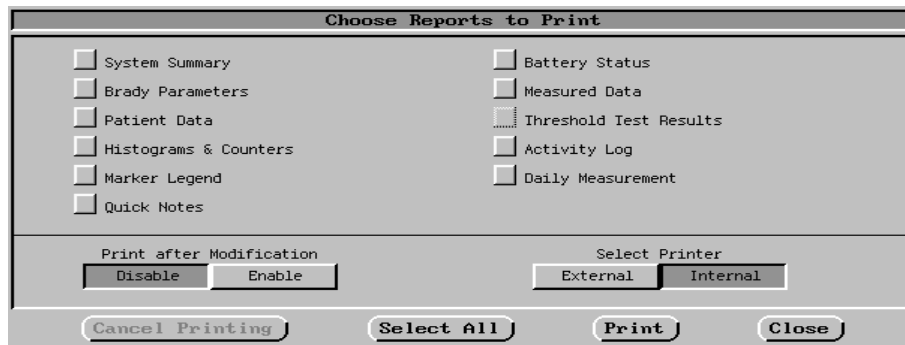 Choose Reports to Print
System Summary
Brady Parameters
Patient Data
Histograms & Counters
Marker Legend
Quick Notes
Battery Status
Measured Data
Threshold Test Results
Activity Log
Daily Measurement
Print after Modification
Disable Enable
Select Printer
External Internal
Cancel Printing Select All Print Close